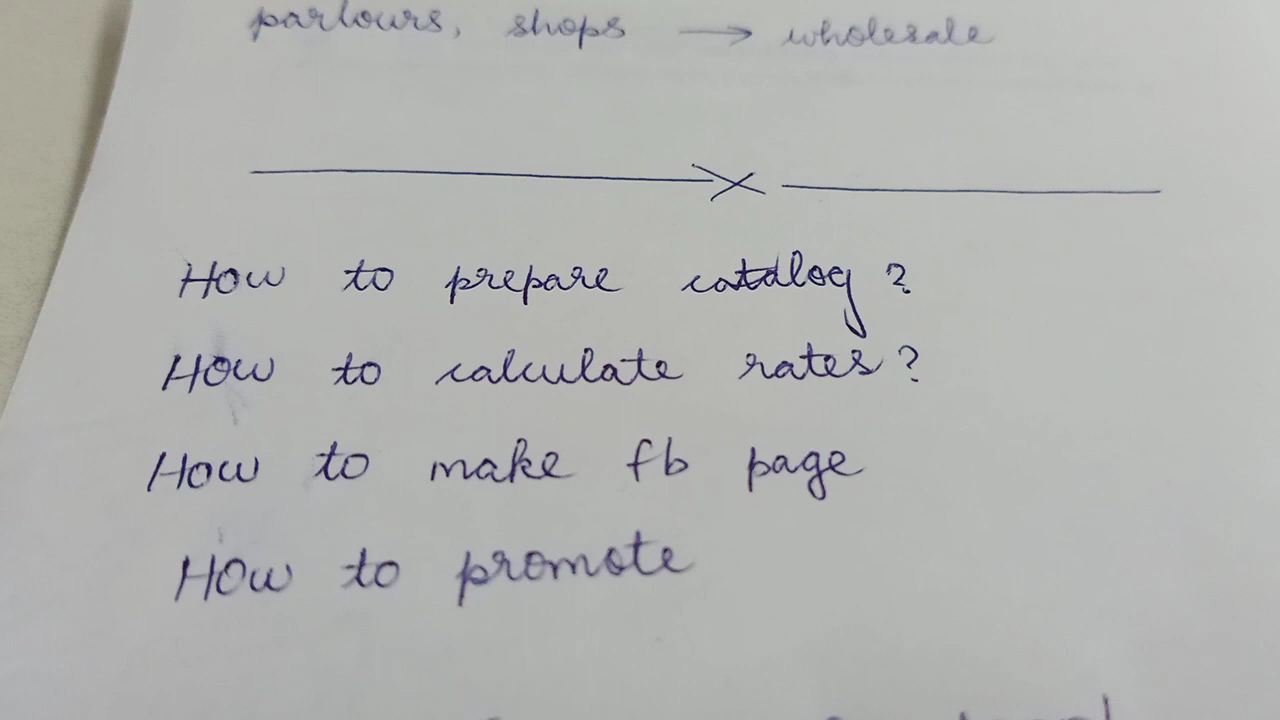 parlours, shops → wholesale
How to prepare catalog?
How to calculate rates?
How to make fb page
How to promote